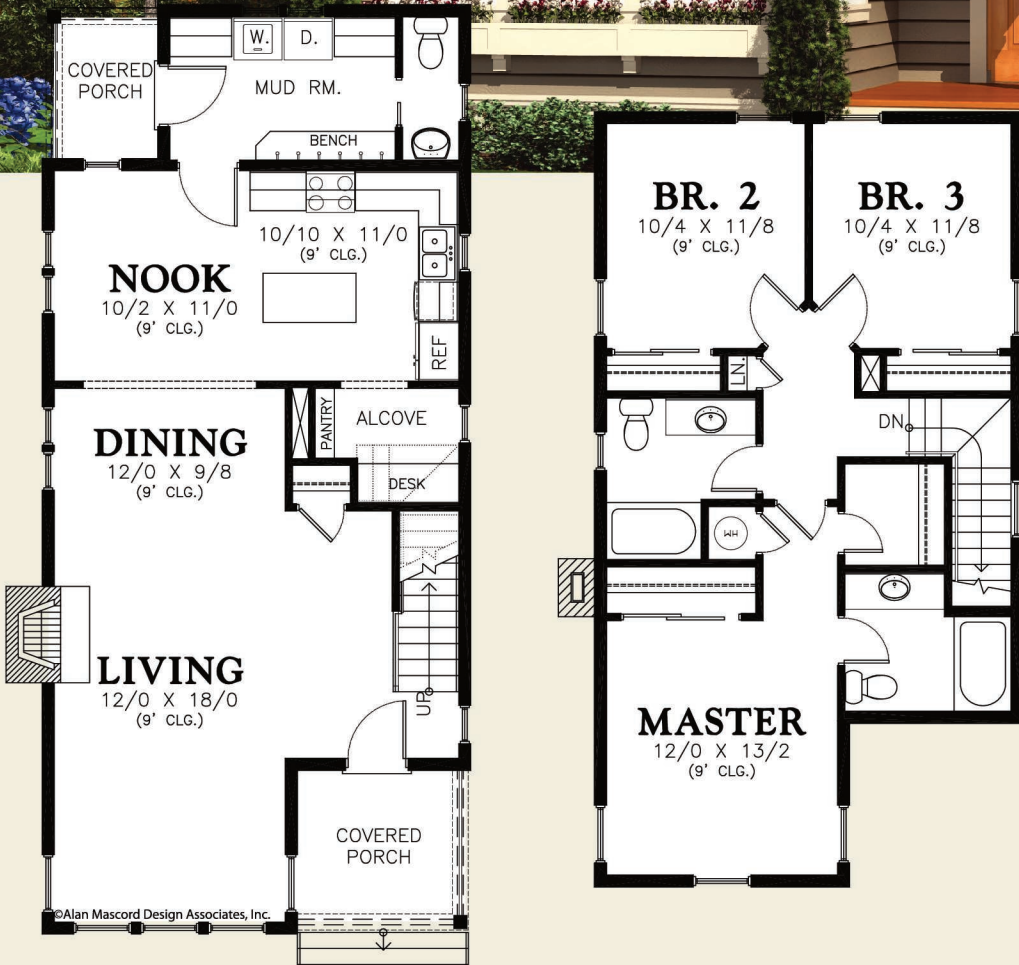 COVERED
PORCH
W.
D.
MUD RM.
BENCH
10/10 X 11/0
(9' CLG.)
NOOK
10/2 X 11/0
(9' CLG.)
REF
PANTRY
ALCOVE
DESK
DINING
12/0 X 9/8
(9' CLG.)
LIVING
12/0 X 18/0
(9' CLG.)
UP
COVERED
PORCH
©Alan Mascord Design Associates, Inc.
BR. 2
10/4 X 11/8
(9' CLG.)
BR. 3
10/4 X 11/8
(9' CLG.)
LN.
DN
WH
MASTER
12/0 X 13/2
(9' CLG.)